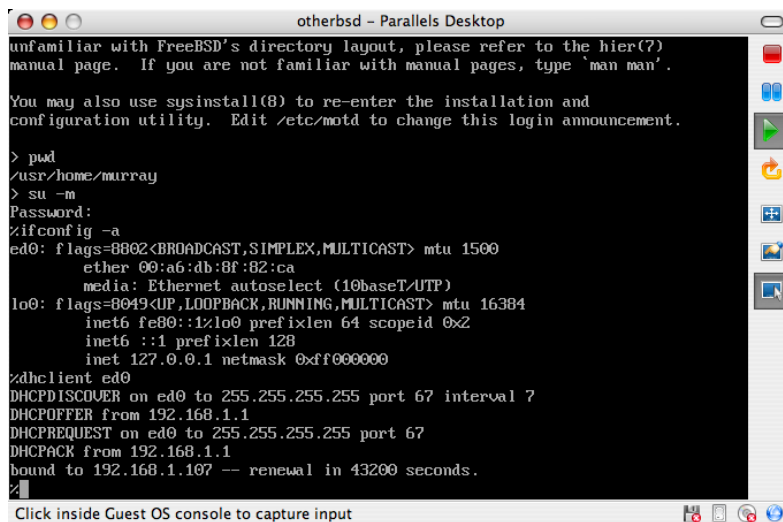 otherbsd – Parallels Desktop
unfamiliar with FreeBSD's directory layout, please refer to the hier(7)
manual page.  If you are not familiar with manual pages, type `man man'.
You may also use sysinstall(8) to re-enter the installation and
configuration utility.  Edit /etc/motd to change this login announcement.
> pwd
/usr/home/murray
> su -m
Password:
%ifconfig -a
ed0: flags=8802<BROADCAST,SIMPLEX,MULTICAST> mtu 1500
        ether 00:a6:db:8f:82:ca
        media: Ethernet autoselect (10baseT/UTP)
lo0: flags=8049<UP,LOOPBACK,RUNNING,MULTICAST> mtu 16384
        inet6 fe80::1%lo0 prefixlen 64 scopeid 0x2
        inet6 ::1 prefixlen 128
        inet 127.0.0.1 netmask 0xff000000
%dhclient ed0
DHCPDISCOVER on ed0 to 255.255.255.255 port 67 interval 7
DHCPOFFER from 192.168.1.1
DHCPREQUEST on ed0 to 255.255.255.255 port 67
DHCPACK from 192.168.1.1
bound to 192.168.1.107 -- renewal in 43200 seconds.
%
Click inside Guest OS console to capture input